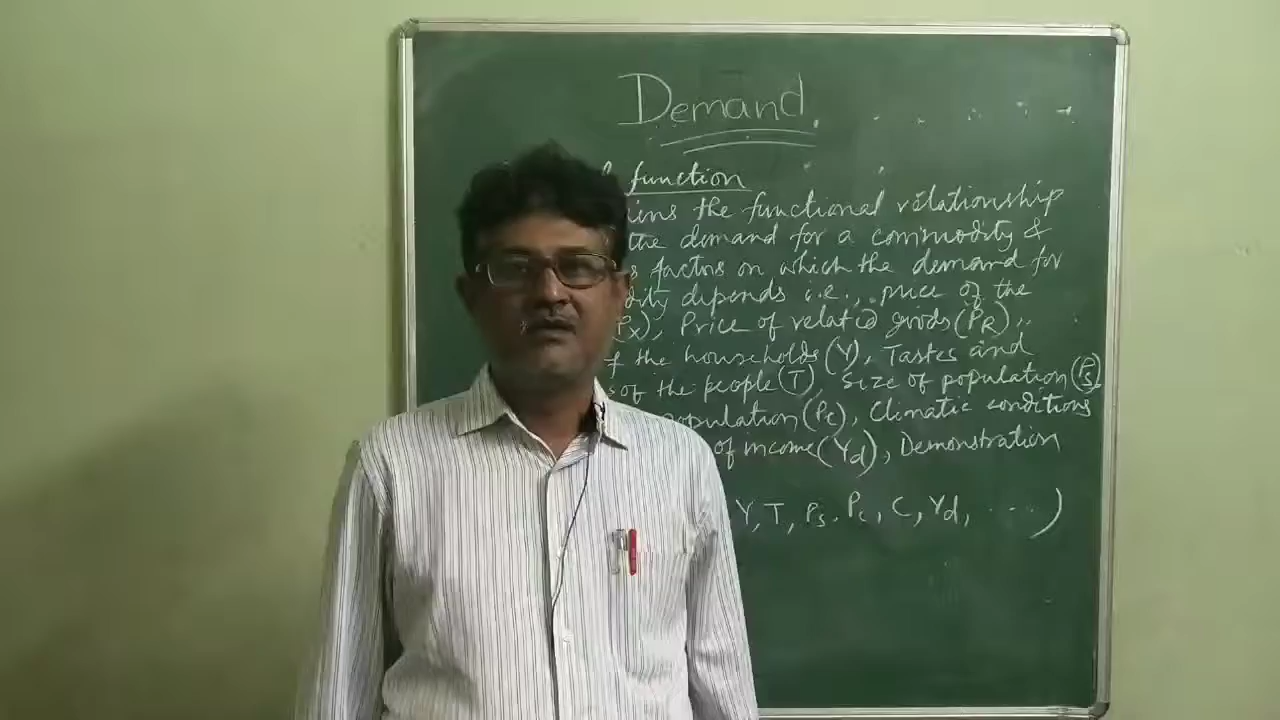 Demand.
function
the functional relationship
the demand for a commodity &
factors on which the demand for
depends i.e., price of the
(Px), Price of related goods (PR),
the households (Y), Tastes and
of the people (T), Size of population (Ps)
population (Pc), Climatic conditions
of income (Yd), Demonstration
Y, T, Ps, Pc, C, Yd, ....)